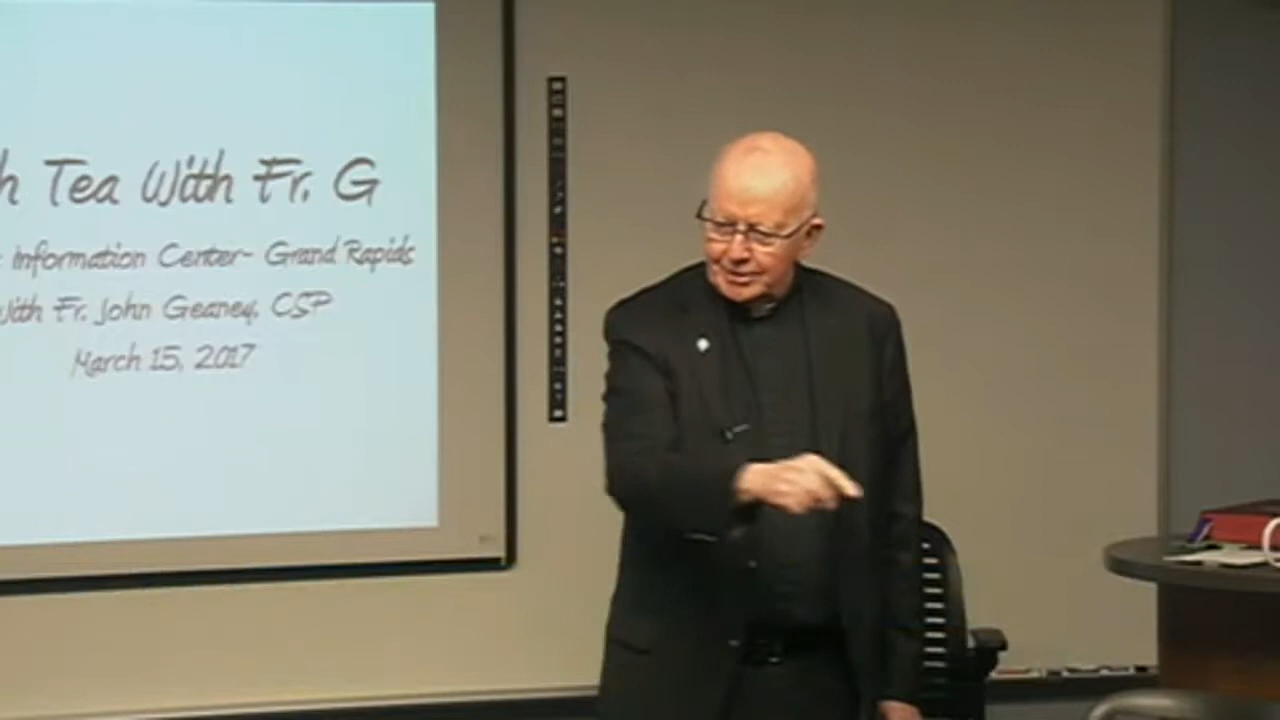 h Tea With Fr. G
: Information Center- Grand Rapids
With Fr. John Geaney, CSP
March 15, 2017